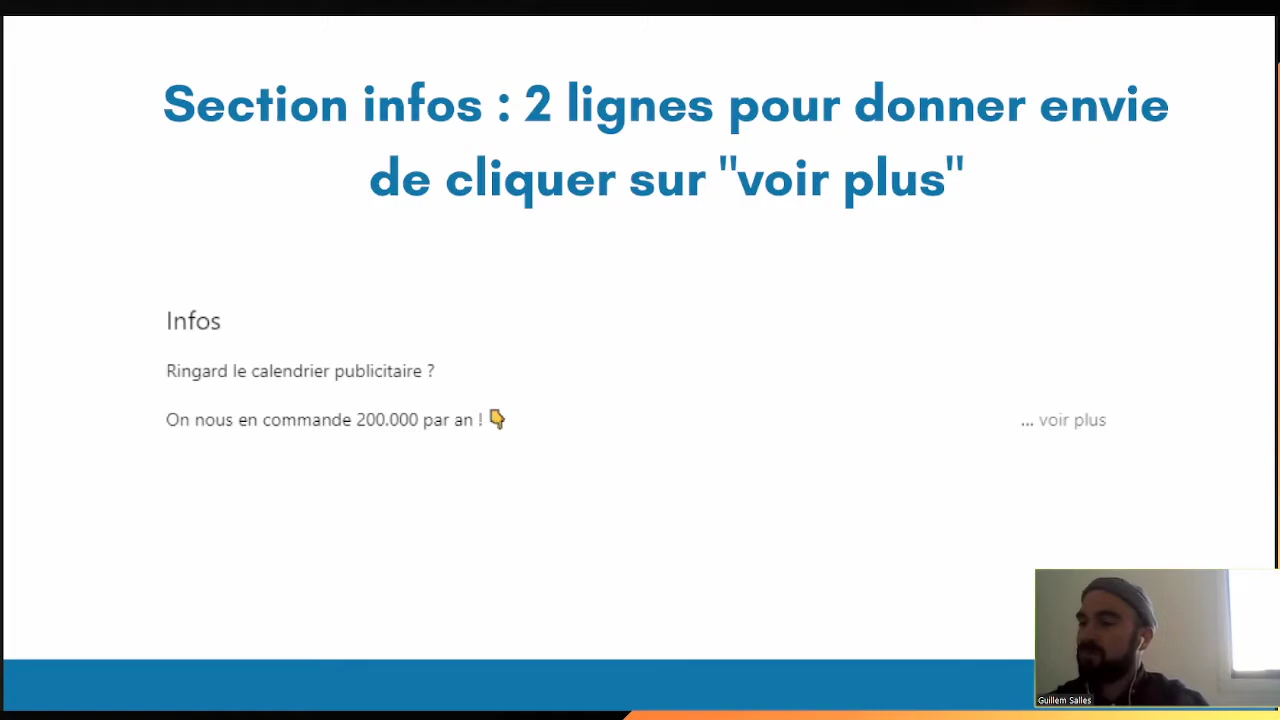 Section infos : 2 lignes pour donner envie
de cliquer sur "voir plus"
Infos
Ringard le calendrier publicitaire ?
On nous en commande 200.000 par an ! 👇
... voir plus
Guillem Salles